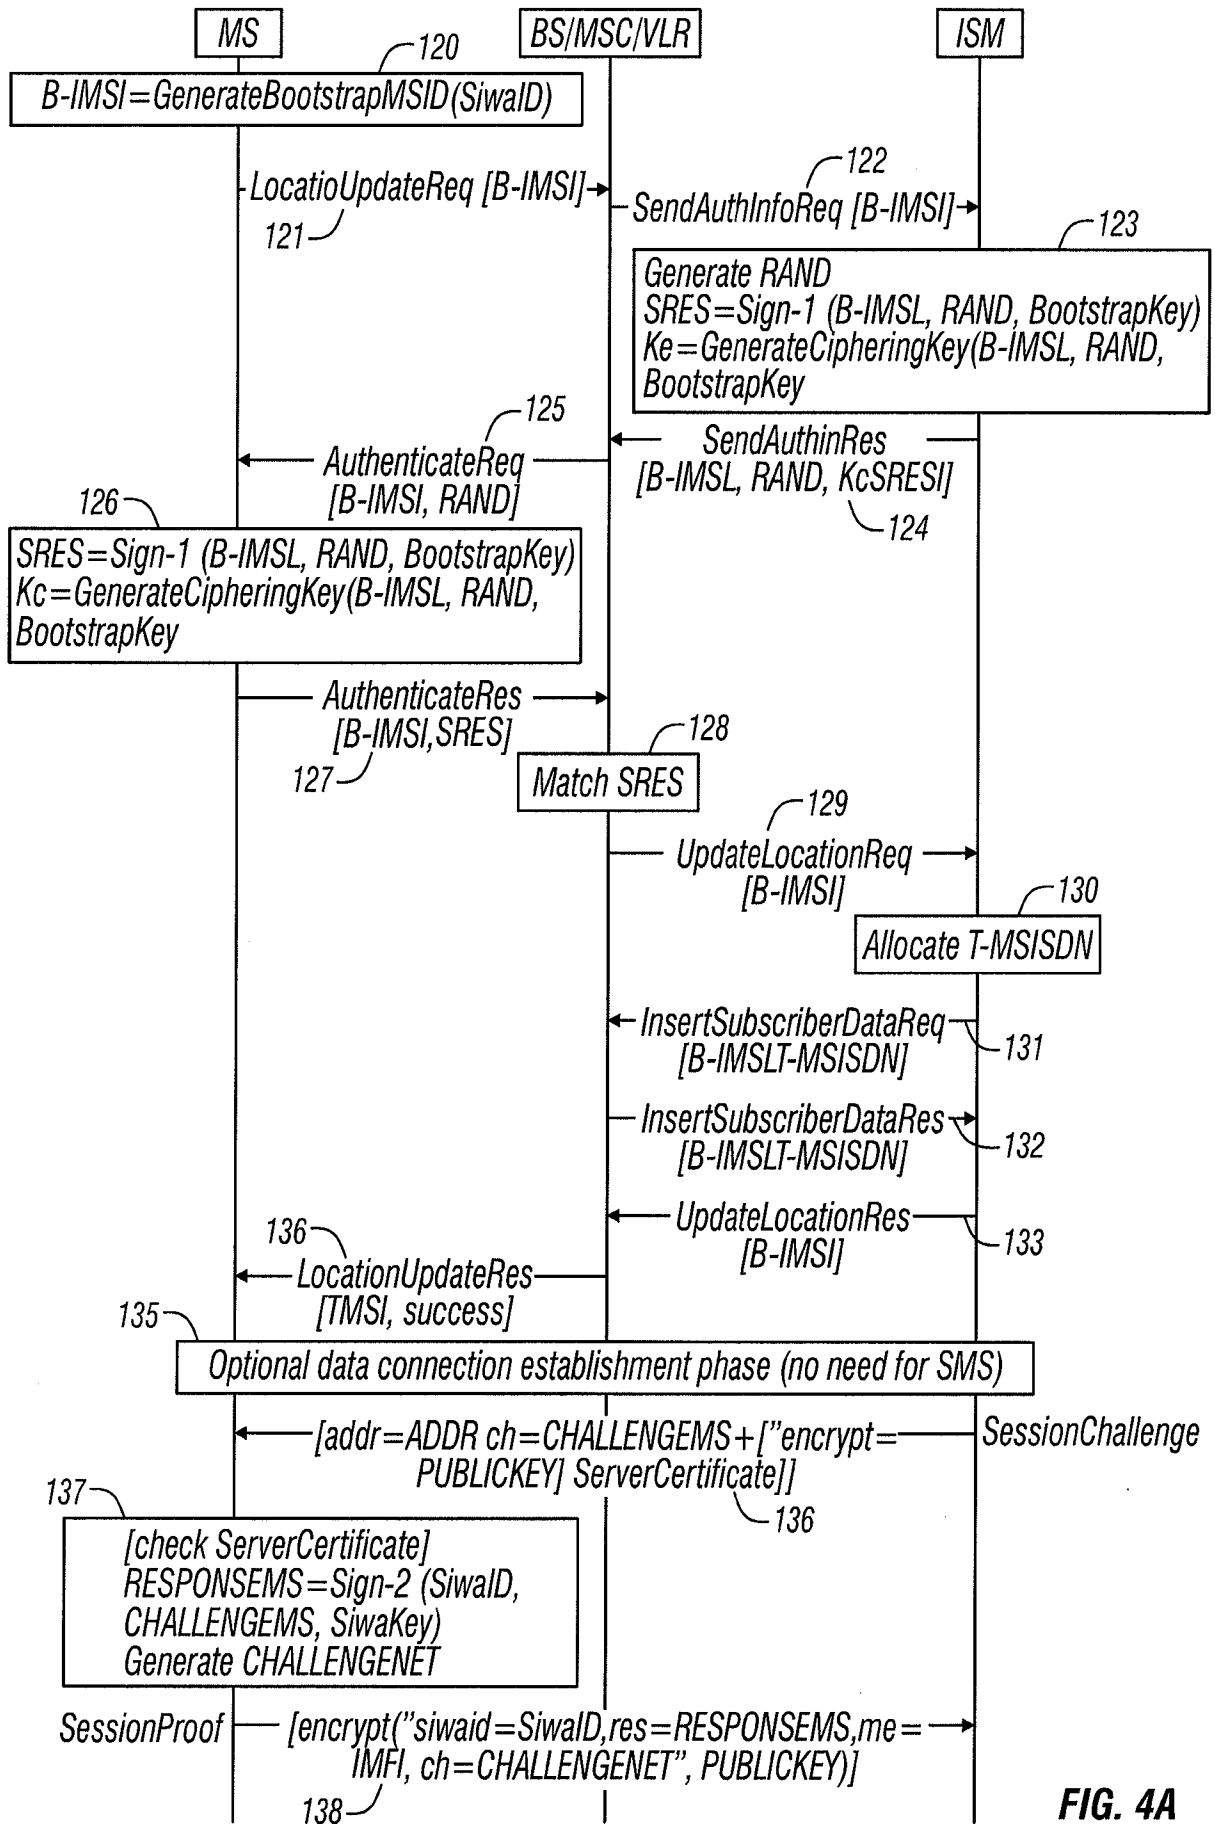 MS
BS/MSC/VLR
ISM
120
B-IMSI=GenerateBootstrapMSID(SiwaID)
122
LocatioUpdateReq [B-IMSI]
SendAuthInfoReq [B-IMSI]
121
123
Generate RAND
SRES=Sign-1 (B-IMSL, RAND, BootstrapKey)
Ke=GenerateCipheringKey(B-IMSL, RAND,
BootstrapKey
125
SendAuthinRes
[B-IMSL, RAND, KcSRESI]
124
AuthenticateReq
[B-IMSI, RAND]
126
SRES=Sign-1 (B-IMSL, RAND, BootstrapKey)
Kc=GenerateCipheringKey(B-IMSL, RAND,
BootstrapKey
AuthenticateRes
[B-IMSI,SRES]
127
128
Match SRES
129
UpdateLocationReq
[B-IMSI]
130
Allocate T-MSISDN
InsertSubscriberDataReq
[B-IMSLT-MSISDN]
131
InsertSubscriberDataRes
[B-IMSLT-MSISDN]
132
UpdateLocationRes
[B-IMSI]
133
136
LocationUpdateRes
[TMSI, success]
135
Optional data connection establishment phase (no need for SMS)
[addr=ADDR ch=CHALLENGEMS+["encrypt=
PUBLICKEY] ServerCertificate]]
SessionChallenge
136
137
[check ServerCertificate]
RESPONSEMS=Sign-2 (SiwaID,
CHALLENGEMS, SiwaKey)
Generate CHALLENGENET
SessionProof
[encrypt("siwaid=SiwaID,res=RESPONSEMS,me=
IMFI, ch=CHALLENGENET", PUBLICKEY)]
138
FIG. 4A